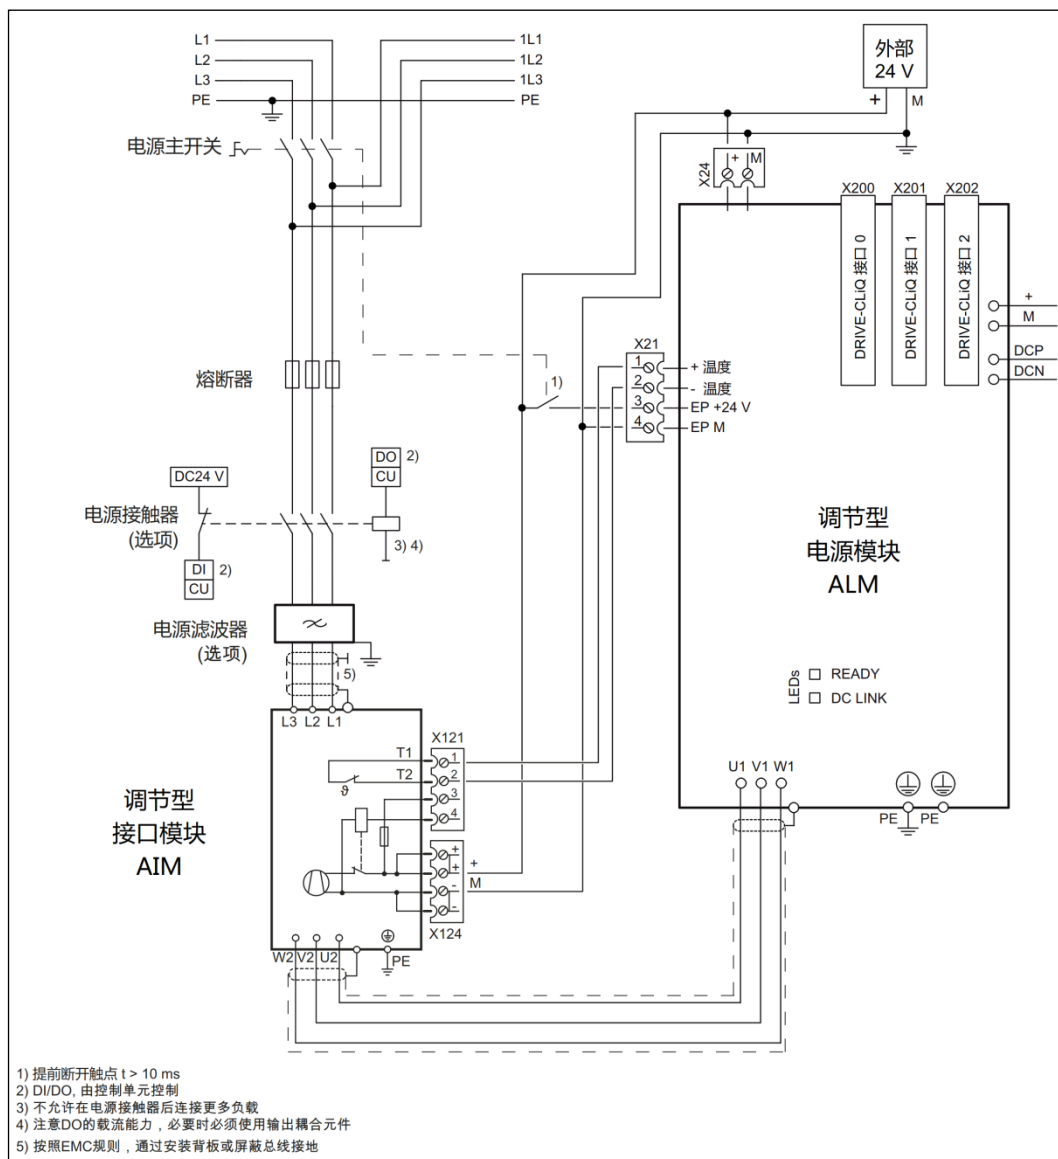 L1
1L1
L2
1L2
L3
1L3
PE
PE
外部
24 V
+
M
电源主开关
X24
+
M
X200
X201
X202
DRIVE-CLiQ 接口 0
DRIVE-CLiQ 接口 1
DRIVE-CLiQ 接口 2
+
M
DCP
DCN
X21
1
+ 温度
2
- 温度
3
EP +24 V
4
EP M
1)
熔断器
DO
2)
CU
DC24 V
电源接触器
(选项)
3) 4)
DI
2)
CU
调节型
电源模块
ALM
电源滤波器
(选项)
5)
LEDs
READY
DC LINK
L3
L2
L1
X121
T1
1
T2
2
ϑ
3
4
调节型
接口模块
AIM
+
+
-
-
+
M
X124
U1
V1
W1
PE
PE
W2
V2
U2
PE
1) 提前断开触点 t > 10 ms
2) DI/DO, 由控制单元控制
3) 不允许在电源接触器后连接更多负载
4) 注意DO的载流能力，必要时必须使用输出耦合元件
5) 按照EMC规则，通过安装背板或屏蔽总线接地